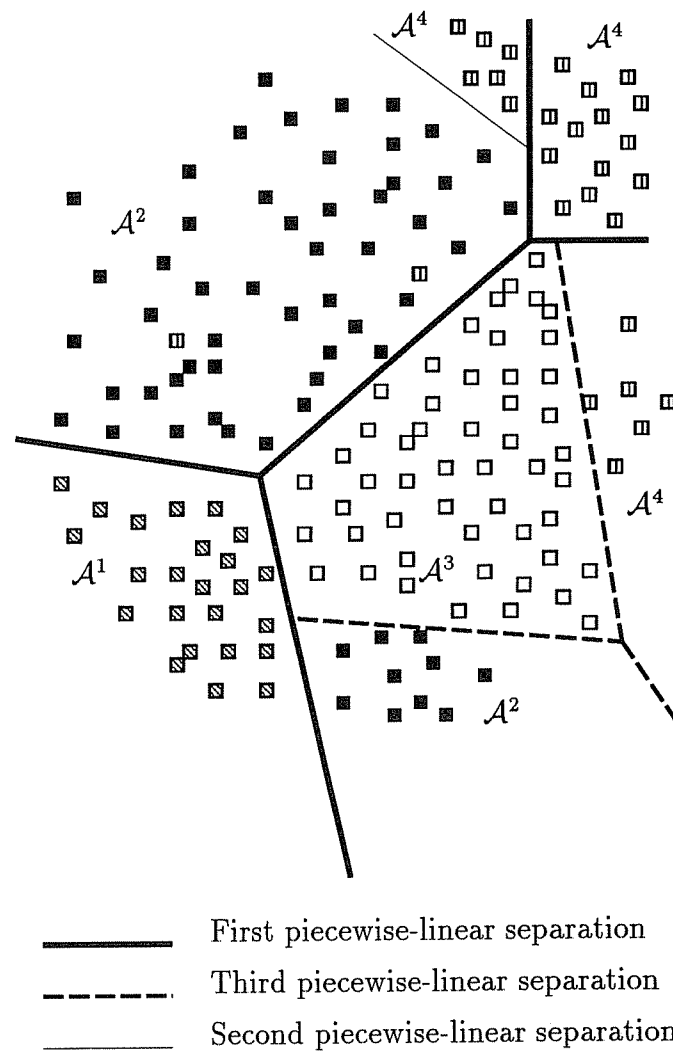 𝒜⁴ 𝒜⁴
𝒜²
𝒜⁴
𝒜¹ 𝒜³
𝒜²
First piecewise-linear separation
Third piecewise-linear separation
Second piecewise-linear separation